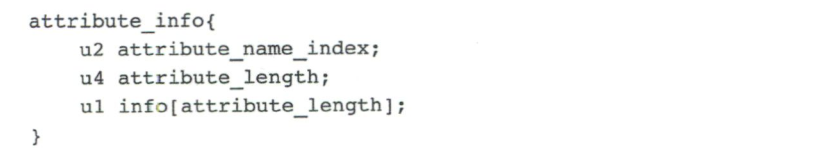 attribute_info{
    u2 attribute_name_index;
    u4 attribute_length;
    u1 info[attribute_length];
}